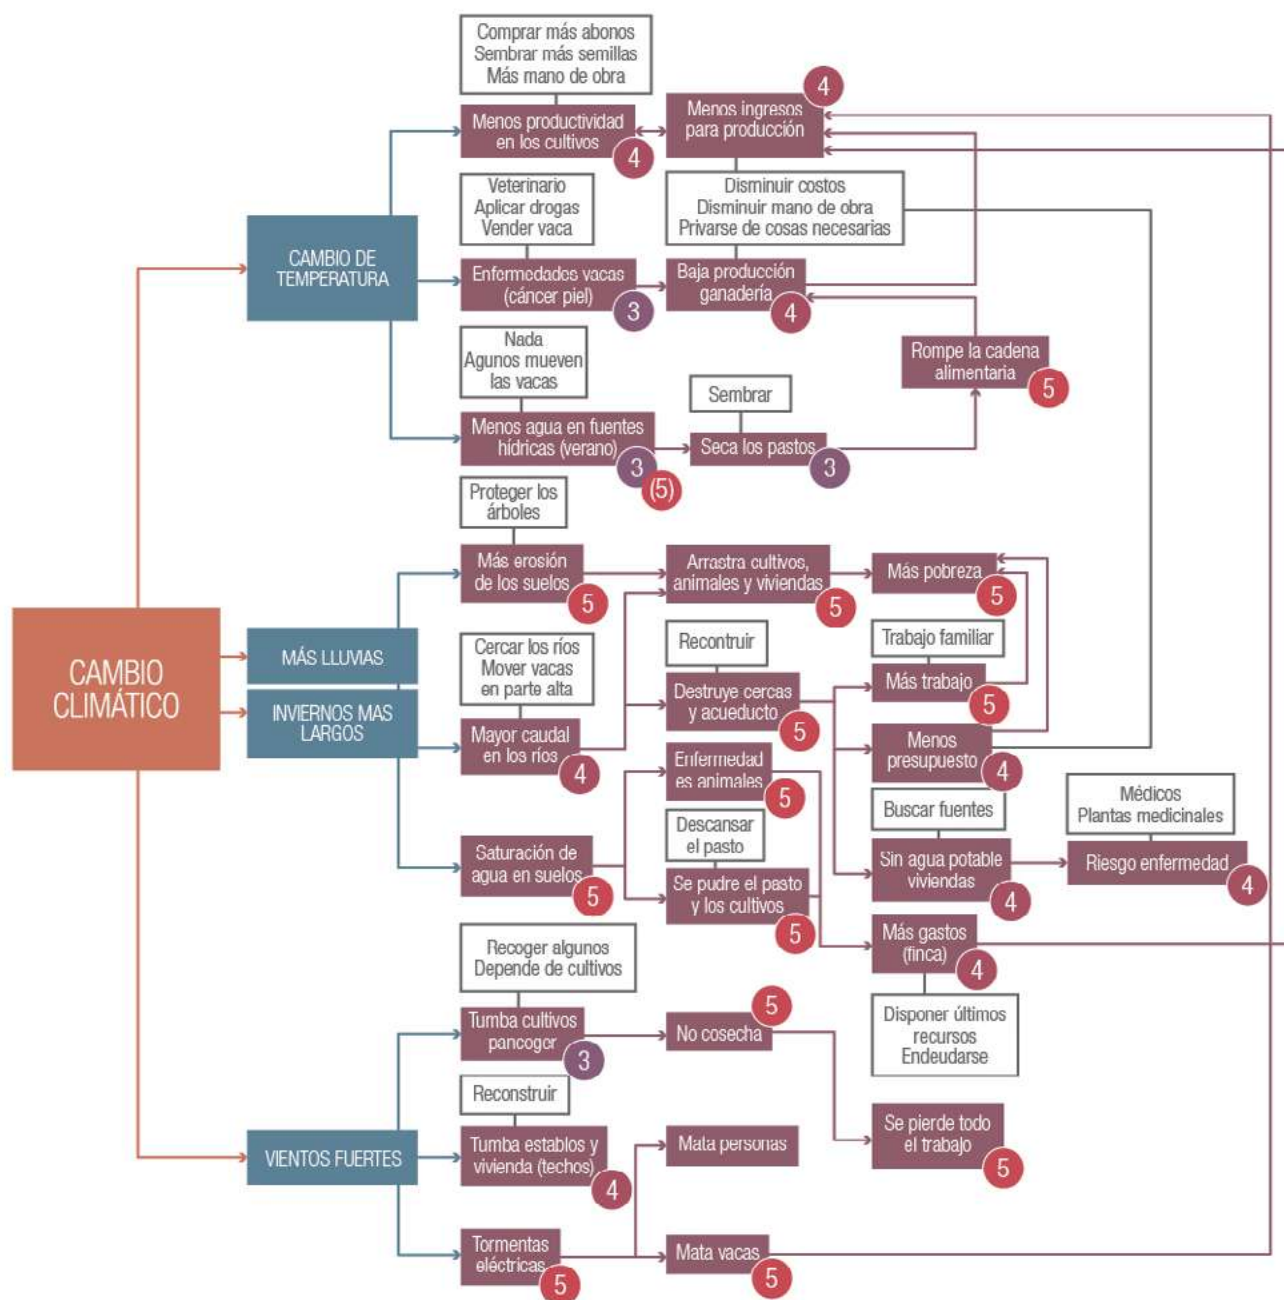 Comprar más abonos
Sembrar más semillas
Más mano de obra
Menos productividad
en los cultivos
4
Menos ingresos
para producción
4
Veterinario
Aplicar drogas
Vender vaca
Disminuir costos
Disminuir mano de obra
Privarse de cosas necesarias
CAMBIO DE
TEMPERATURA
Enfermedades vacas
(cáncer piel)
3
Baja producción
ganadería
4
Nada
Agunos mueven
las vacas
Rompe la cadena
alimentaria
5
Sembrar
Menos agua en fuentes
hídricas (verano)
3
(5)
Seca los pastos
3
Proteger los
árboles
Más erosión
de los suelos
5
Arrastra cultivos,
animales y viviendas
5
Más pobreza
5
CAMBIO
CLIMÁTICO
MÁS LLUVIAS
INVIERNOS MAS
LARGOS
Cercar los ríos
Mover vacas
en parte alta
Recontruir
Trabajo familiar
Mayor caudal
en los ríos
4
Destruye cercas
y acueducto
5
Más trabajo
5
Enfermedad
es animales
5
Menos
presupuesto
4
Médicos
Plantas medicinales
Descansar
el pasto
Buscar fuentes
Saturación de
agua en suelos
5
Se pudre el pasto
y los cultivos
5
Sin agua potable
viviendas
4
Riesgo enfermedad
4
Más gastos
(finca)
4
Recoger algunos
Depende de cultivos
Disponer últimos
recursos
Endeudarse
Tumba cultivos
pancoger
3
No cosecha
5
Reconstruir
Se pierde todo
el trabajo
5
VIENTOS FUERTES
Tumba establos y
vivienda (techos)
4
Mata personas
Tormentas
eléctricas
5
Mata vacas
5